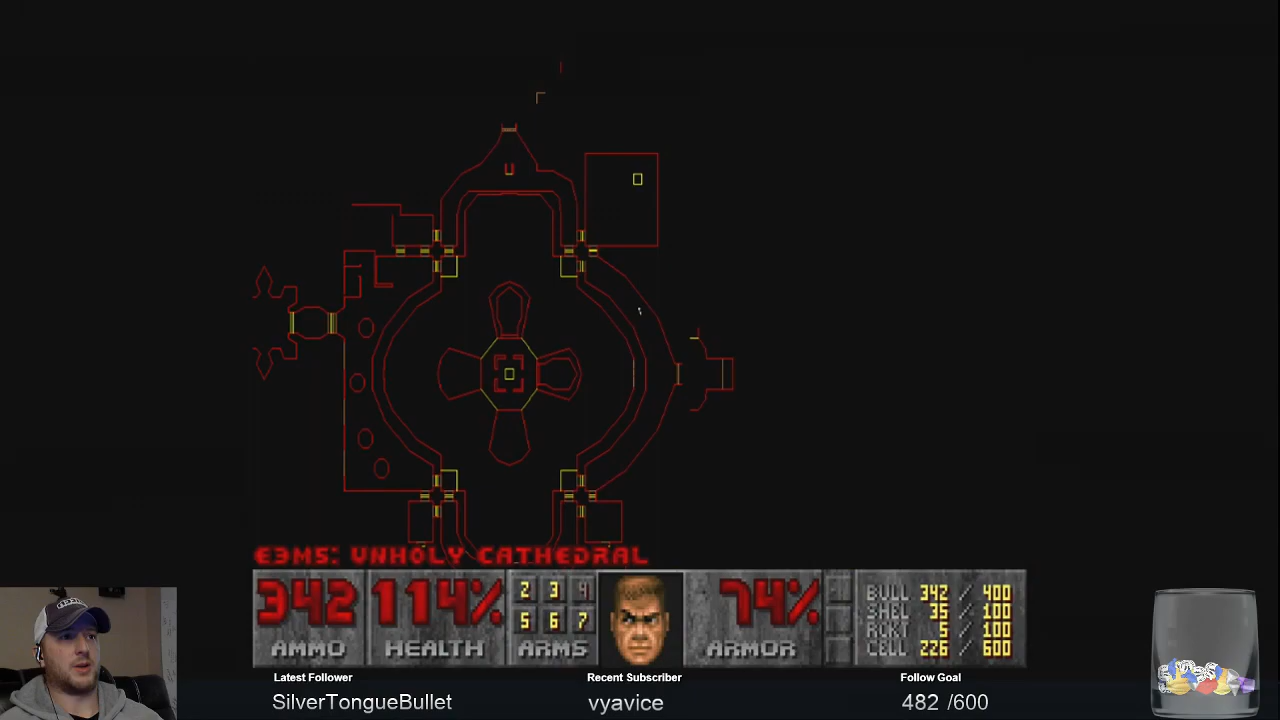 E3M5: UNHOLY CATHEDRAL
342 114% 2 3 4 74% BULL 342 / 400
5 6 7 SHEL 35 / 100
RCKT 5 / 100
AMMO HEALTH ARMS ARMOR CELL 226 / 600
Latest Follower Recent Subscriber Follow Goal
SilverTongueBullet vyavice 482 /600